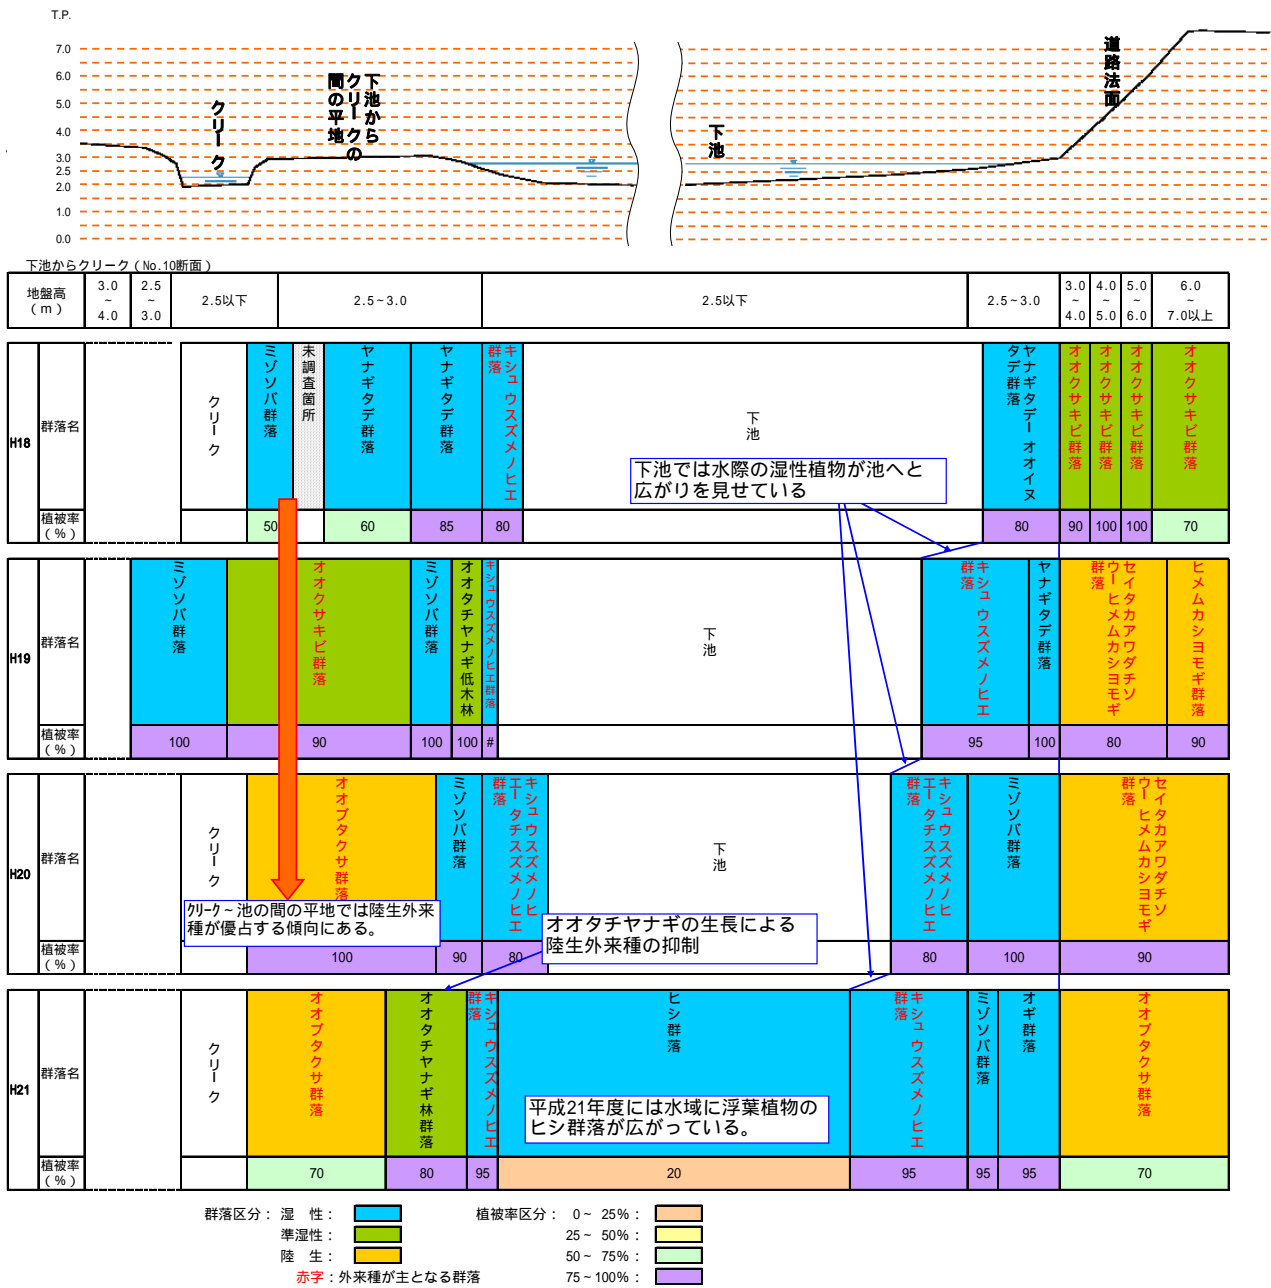 T.P.
7.0
6.0
5.0
4.0
3.0
2.5
2.0
1.0
0.0
クリーク
下池から
クリークの
間の平地
下池
道路法面
下池からクリーク（No.10断面）
地盤高
（m）
3.0
～
4.0
2.5
～
3.0
2.5以下
2.5~3.0
2.5以下
2.5~3.0
3.0
～
4.0
4.0
～
5.0
5.0
～
6.0
6.0
～
7.0以上
H18
群落名
クリーク
ミゾソバ群落
未調査箇所
ヤナギタデ群落
ヤナギタデ群落
キシュウスズメノヒエ
群落
下池
ヤナギタデーオオイヌ
タデ群落
オオクサキビ群落
オオクサキビ群落
オオクサキビ群落
オオクサキビ群落
下池では水際の湿性植物が池へと
広がりを見せている
植被率
（%）
50
60
85
80
80
90
100
100
70
H19
群落名
ミゾソバ群落
オオクサキビ群落
ミゾソバ群落
オオタチヤナギ低木林
キシュウスズメノヒエ群落
下池
キシュウスズメノヒエ
群落
ヤナギタデ群落
セイタカアワダチソ
ウーヒメムカシヨモギ
群落
ヒメムカシヨモギ群落
植被率
（%）
100
90
100
100
#
95
100
80
90
H20
群落名
クリーク
オオブタクサ群落
ミゾソバ群落
キシュウスズメノヒ
エータチスズメノヒエ
群落
下池
キシュウスズメノヒ
エータチスズメノヒエ
群落
ミゾソバ群落
セイタカアワダチソ
ウーヒメムカシヨモギ
群落
ｸﾘｰｸ～池の間の平地では陸生外来
種が優占する傾向にある。
オオタチヤナギの生長による
陸生外来種の抑制
植被率
（%）
100
90
80
80
100
90
H21
群落名
クリーク
オオブタクサ群落
オオタチヤナギ林群落
キシュウスズメノヒエ
群落
ヒシ群落
キシュウスズメノヒエ
群落
ミゾソバ群落
オギ群落
オオブタクサ群落
平成21年度には水域に浮葉植物の
ヒシ群落が広がっている。
植被率
（%）
70
80
95
20
95
95
95
70
群落区分： 湿 性：
準湿性：
陸 生：
赤字：外来種が主となる群落
植被率区分： 0～ 25%：
25～ 50%：
50～ 75%：
75～100%：